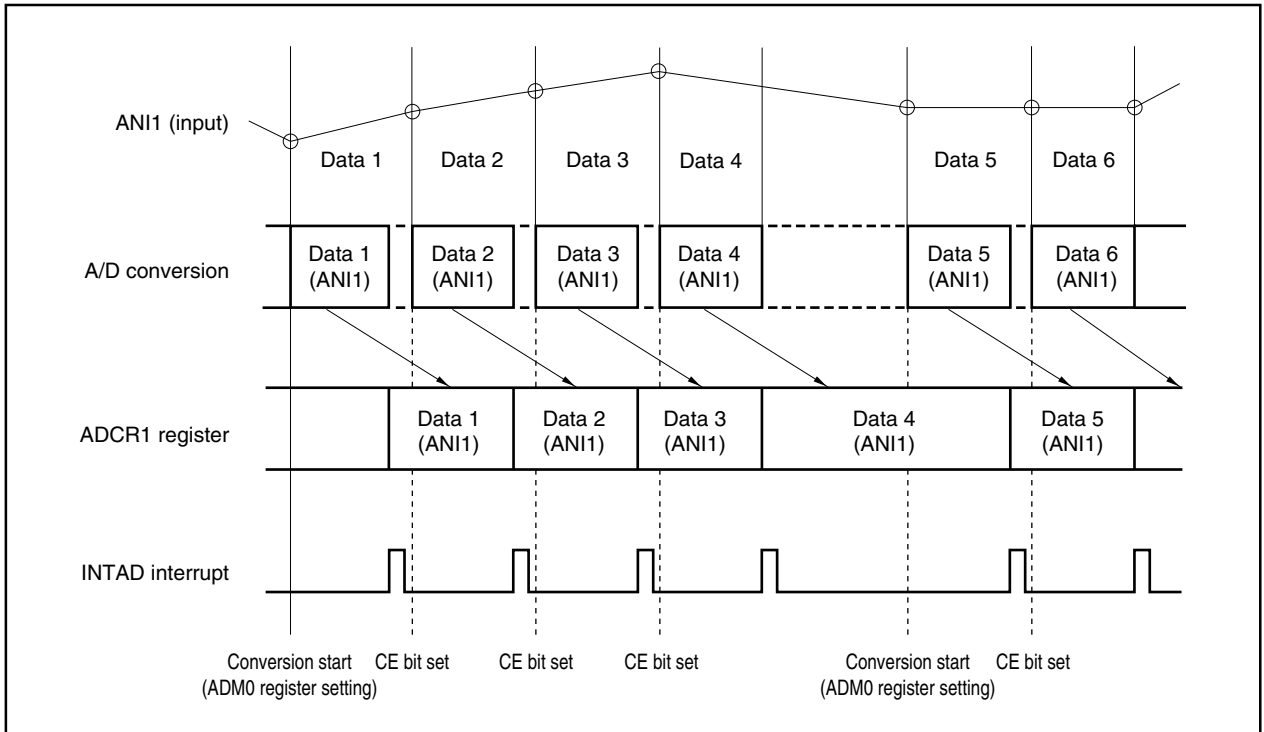 ANI1 (input)
Data 1
Data 2
Data 3
Data 4
Data 5
Data 6
A/D conversion
Data 1
(ANI1)
Data 2
(ANI1)
Data 3
(ANI1)
Data 4
(ANI1)
Data 5
(ANI1)
Data 6
(ANI1)
ADCR1 register
Data 1
(ANI1)
Data 2
(ANI1)
Data 3
(ANI1)
Data 4
(ANI1)
Data 5
(ANI1)
INTAD interrupt
Conversion start
(ADM0 register setting)
CE bit set
CE bit set
CE bit set
Conversion start
(ADM0 register setting)
CE bit set